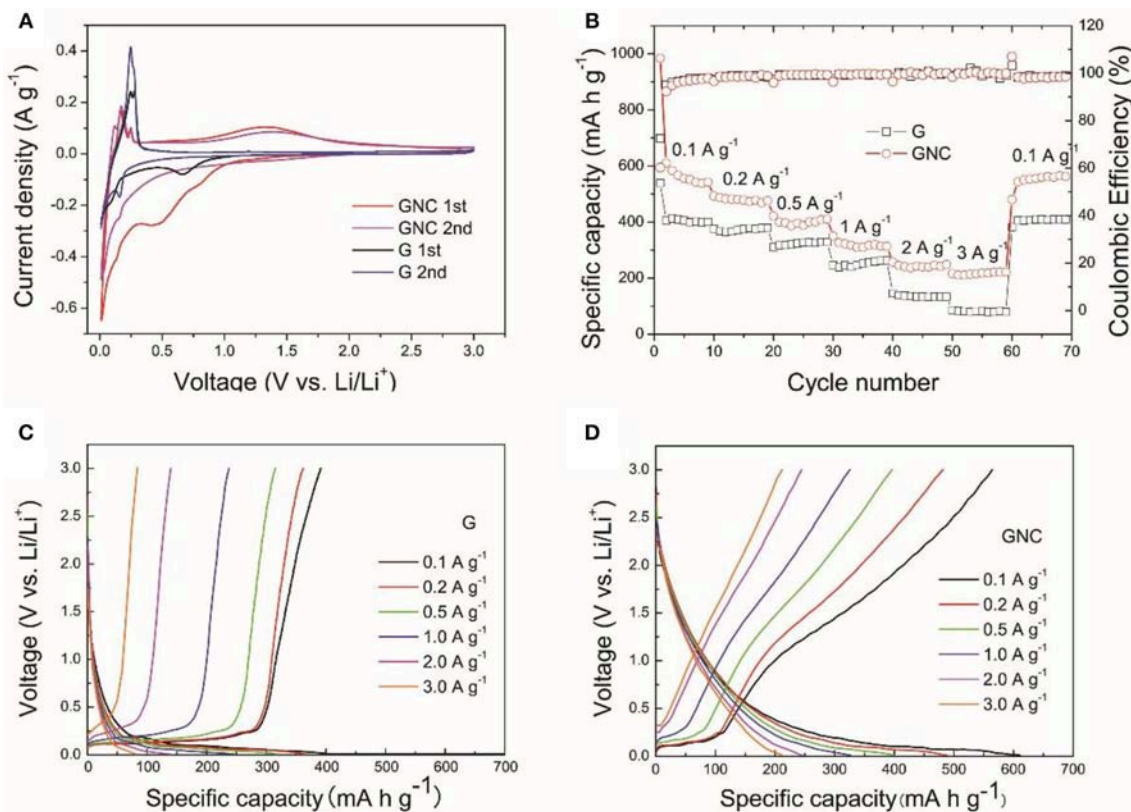 A
Current density (A g⁻¹)
0.4
0.2
0.0
-0.2
-0.4
-0.6
GNC 1st
GNC 2nd
G 1st
G 2nd
0.0 0.5 1.0 1.5 2.0 2.5 3.0
Voltage (V vs. Li/Li⁺)
B
Specific capacity (mA h g⁻¹)
1000
800
600
400
200
0
G
GNC
0.1 A g⁻¹
0.2 A g⁻¹
0.5 A g⁻¹
1 A g⁻¹
2 A g⁻¹
3 A g⁻¹
0.1 A g⁻¹
120
100
80
60
40
20
0
Coulombic Efficiency (%)
0 10 20 30 40 50 60 70
Cycle number
C
Voltage (V vs. Li/Li⁺)
3.0
2.5
2.0
1.5
1.0
0.5
0.0
G
0.1 A g⁻¹
0.2 A g⁻¹
0.5 A g⁻¹
1.0 A g⁻¹
2.0 A g⁻¹
3.0 A g⁻¹
0 100 200 300 400 500 600 700
Specific capacity (mA h g⁻¹)
D
Voltage (V vs. Li/Li⁺)
3.0
2.5
2.0
1.5
1.0
0.5
0.0
GNC
0.1 A g⁻¹
0.2 A g⁻¹
0.5 A g⁻¹
1.0 A g⁻¹
2.0 A g⁻¹
3.0 A g⁻¹
0 100 200 300 400 500 600 700
Specific capacity (mA h g⁻¹)